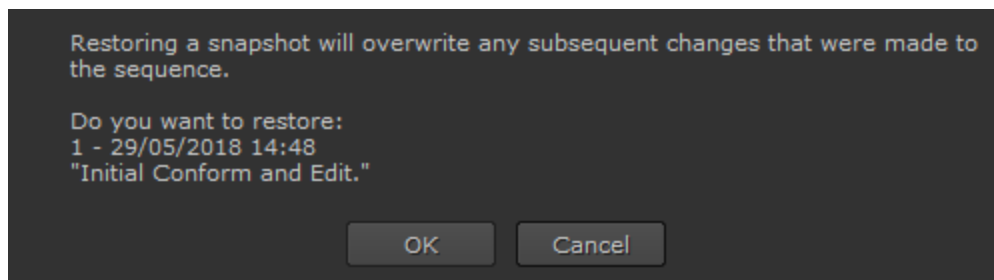 Restoring a snapshot will overwrite any subsequent changes that were made to
the sequence.
Do you want to restore:
1 - 29/05/2018 14:48
"Initial Conform and Edit."
OK
Cancel